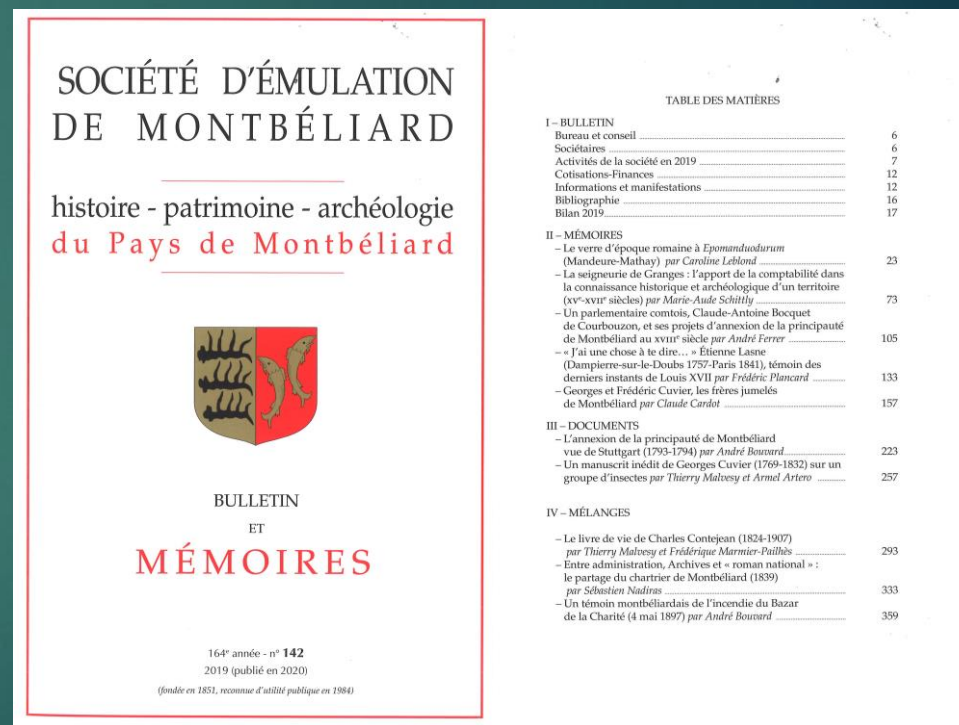 SOCIÉTÉ D'ÉMULATION
DE MONTBÉLIARD
histoire - patrimoine - archéologie
du Pays de Montbéliard
BULLETIN
ET
MÉMOIRES
164e année - n° 142
2019 (publié en 2020)
(fondée en 1851, reconnue d'utilité publique en 1984)
TABLE DES MATIÈRES
I – BULLETIN
Bureau et conseil 6
Sociétaires 6
Activités de la société en 2019 7
Cotisations-Finances 12
Informations et manifestations 12
Bibliographie 16
Bilan 2019 17
II – MÉMOIRES
– Le verre d'époque romaine à Epomanduodurum
(Mandeure-Mathay) par Caroline Leblond 23
– La seigneurie de Granges : l'apport de la comptabilité dans
la connaissance historique et archéologique d'un territoire
(XVe-XVIIe siècles) par Marie-Aude Schittly 73
– Un parlementaire comtois, Claude-Antoine Bocquet
de Courbouzon, et ses projets d'annexion de la principauté
de Montbéliard au XVIIIe siècle par André Ferrer 105
– « J'ai une chose à te dire… » Étienne Lasne
(Dampierre-sur-le-Doubs 1757-Paris 1841), témoin des
derniers instants de Louis XVII par Frédéric Plancard 133
– Georges et Frédéric Cuvier, les frères jumelés
de Montbéliard par Claude Cardot 157
III – DOCUMENTS
– L'annexion de la principauté de Montbéliard
vue de Stuttgart (1793-1794) par André Bouvard 223
– Un manuscrit inédit de Georges Cuvier (1769-1832) sur un
groupe d'insectes par Thierry Malvesy et Armel Artero 257
IV – MÉLANGES
– Le livre de vie de Charles Contejean (1824-1907)
par Thierry Malvesy et Frédérique Marmier-Pailhès 293
– Entre administration, Archives et « roman national » :
le partage du chartrier de Montbéliard (1839)
par Sébastien Nadiras 333
– Un témoin montbéliardais de l'incendie du Bazar
de la Charité (4 mai 1897) par André Bouvard 359